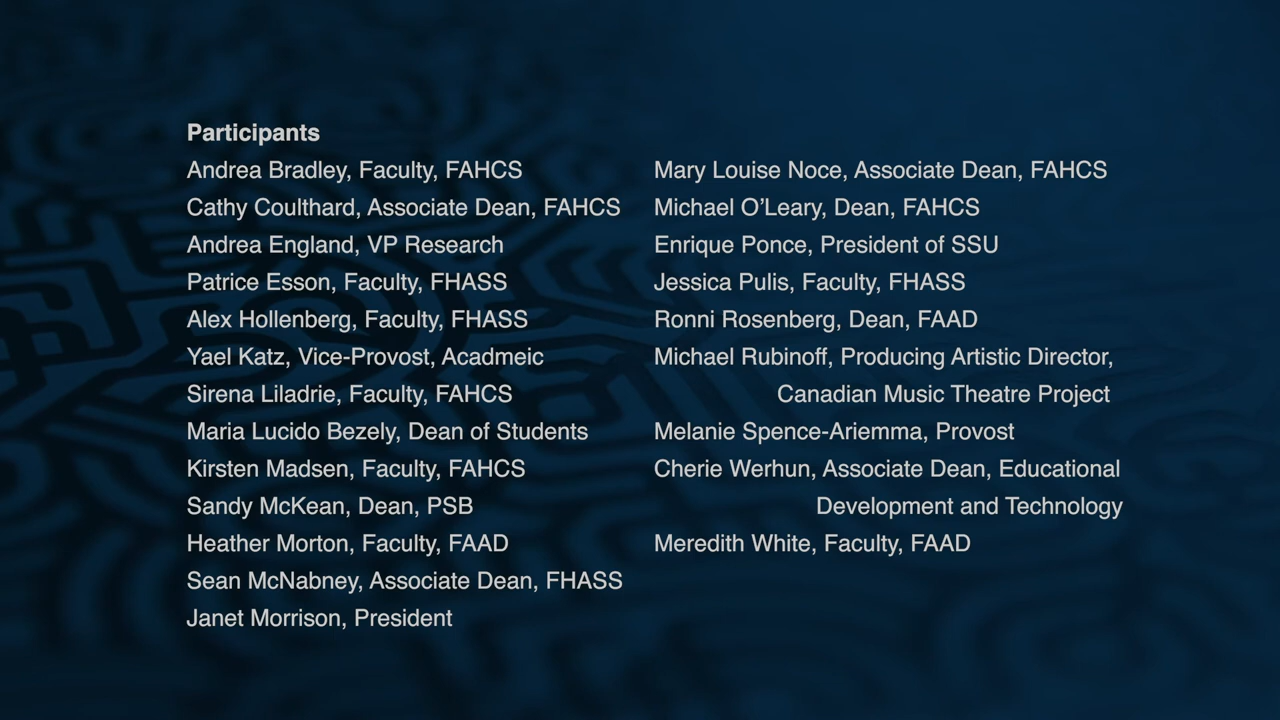 Participants
Andrea Bradley, Faculty, FAHCS
Cathy Coulthard, Associate Dean, FAHCS
Andrea England, VP Research
Patrice Esson, Faculty, FHASS
Alex Hollenberg, Faculty, FHASS
Yael Katz, Vice-Provost, Acadmeic
Sirena Liladrie, Faculty, FAHCS
Maria Lucido Bezely, Dean of Students
Kirsten Madsen, Faculty, FAHCS
Sandy McKean, Dean, PSB
Heather Morton, Faculty, FAAD
Sean McNabney, Associate Dean, FHASS
Janet Morrison, President
Mary Louise Noce, Associate Dean, FAHCS
Michael O’Leary, Dean, FAHCS
Enrique Ponce, President of SSU
Jessica Pulis, Faculty, FHASS
Ronni Rosenberg, Dean, FAAD
Michael Rubinoff, Producing Artistic Director,
Canadian Music Theatre Project
Melanie Spence-Ariemma, Provost
Cherie Werhun, Associate Dean, Educational
Development and Technology
Meredith White, Faculty, FAAD